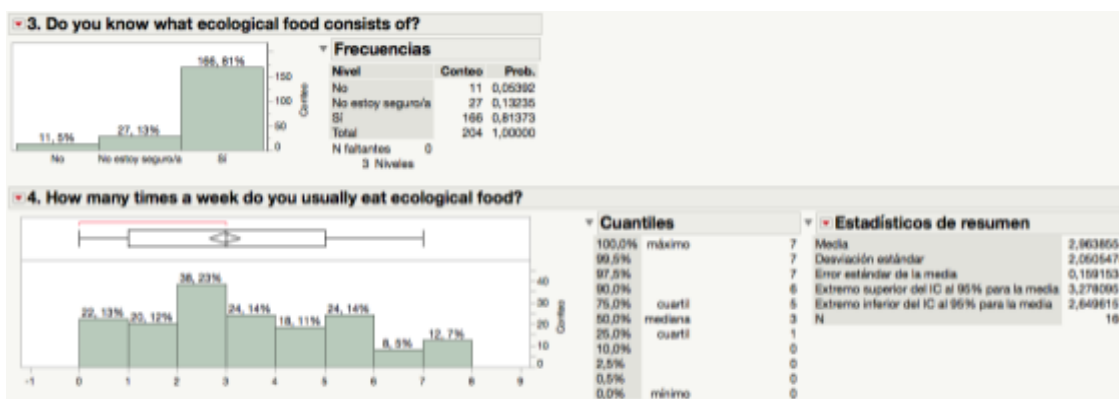 3. Do you know what ecological food consists of?
166, 81%
27, 13%
11, 5%
150
100
50
0
Conteo
No
No estoy seguro/a
Sí
Frecuencias
Nivel Conteo Prob.
No 11 0,05392
No estoy seguro/a 27 0,13235
Sí 166 0,81373
Total 204 1,00000
N faltantes 0
3 Niveles
4. How many times a week do you usually eat ecological food?
38, 23%
22, 13%
20, 12%
24, 14%
18, 11%
24, 14%
8, 5%
12, 7%
40
30
20
10
0
Conteo
-1 0 1 2 3 4 5 6 7 8 9
Cuantiles
100,0% máximo 7
99,5% 7
97,5% 7
90,0% 6
75,0% cuartil 5
50,0% mediana 3
25,0% cuartil 1
10,0% 0
2,5% 0
0,5% 0
0,0% mínimo 0
Estadísticos de resumen
Media 2,963855
Desviación estándar 2,050547
Error estándar de la media 0,159153
Extremo superior del IC al 95% para la media 3,278095
Extremo inferior del IC al 95% para la media 2,649615
N 16